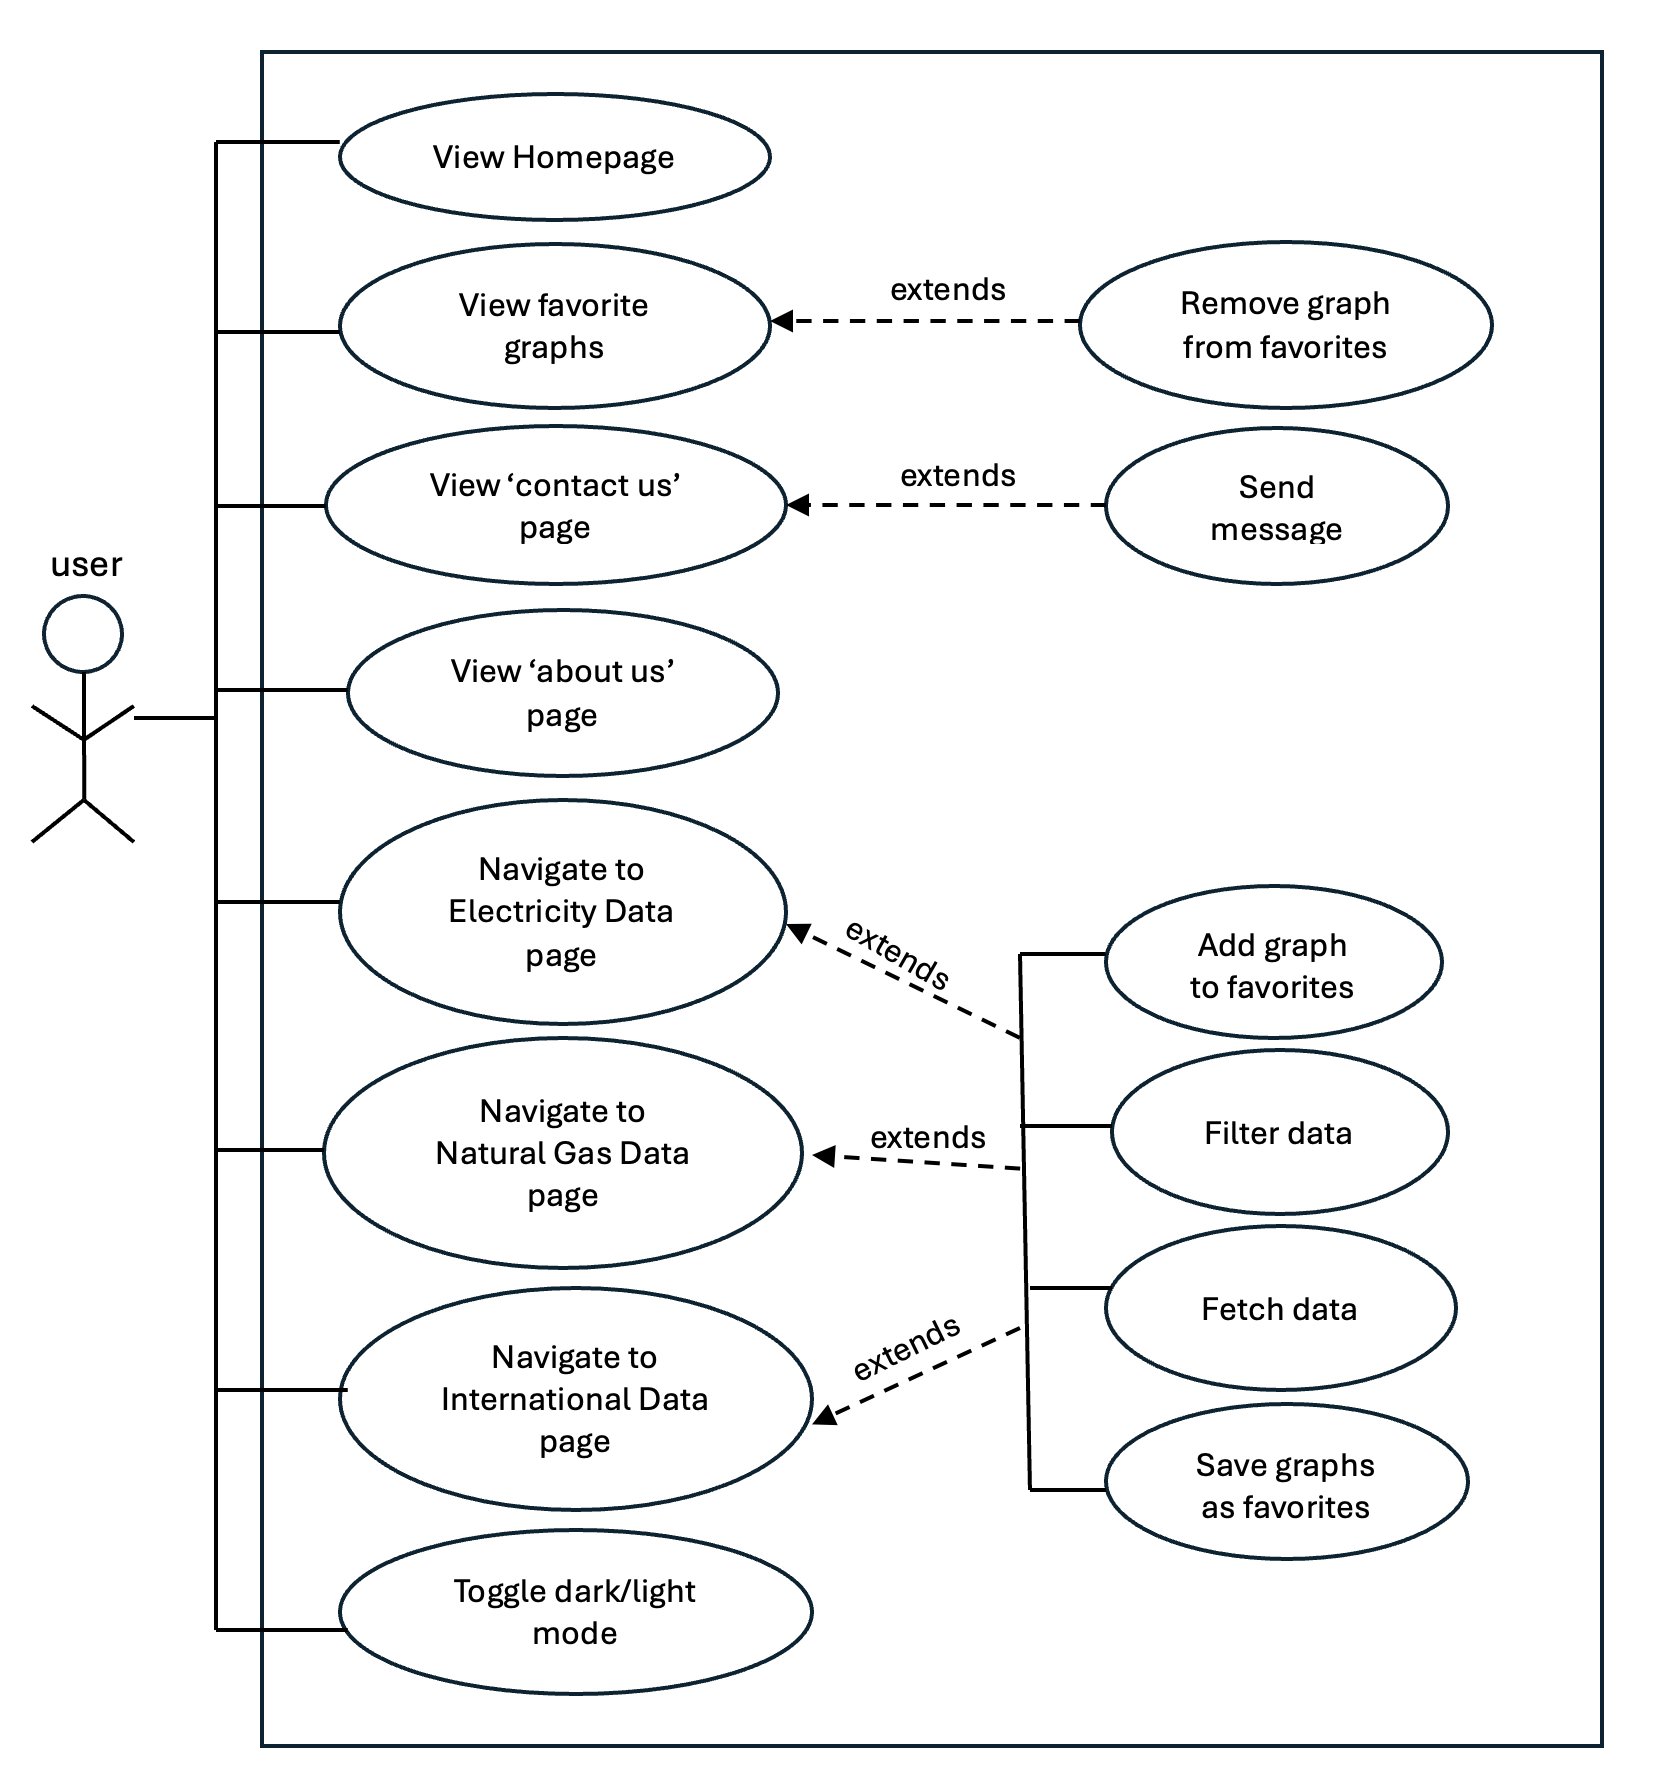 View Homepage
View favorite
graphs
extends
Remove graph
from favorites
View ‘contact us’
page
extends
Send
message
user
View ‘about us’
page
Navigate to
Electricity Data
page
extends
Add graph
to favorites
Navigate to
Natural Gas Data
page
extends
Filter data
Fetch data
Navigate to
International Data
page
extends
Save graphs
as favorites
Toggle dark/light
mode